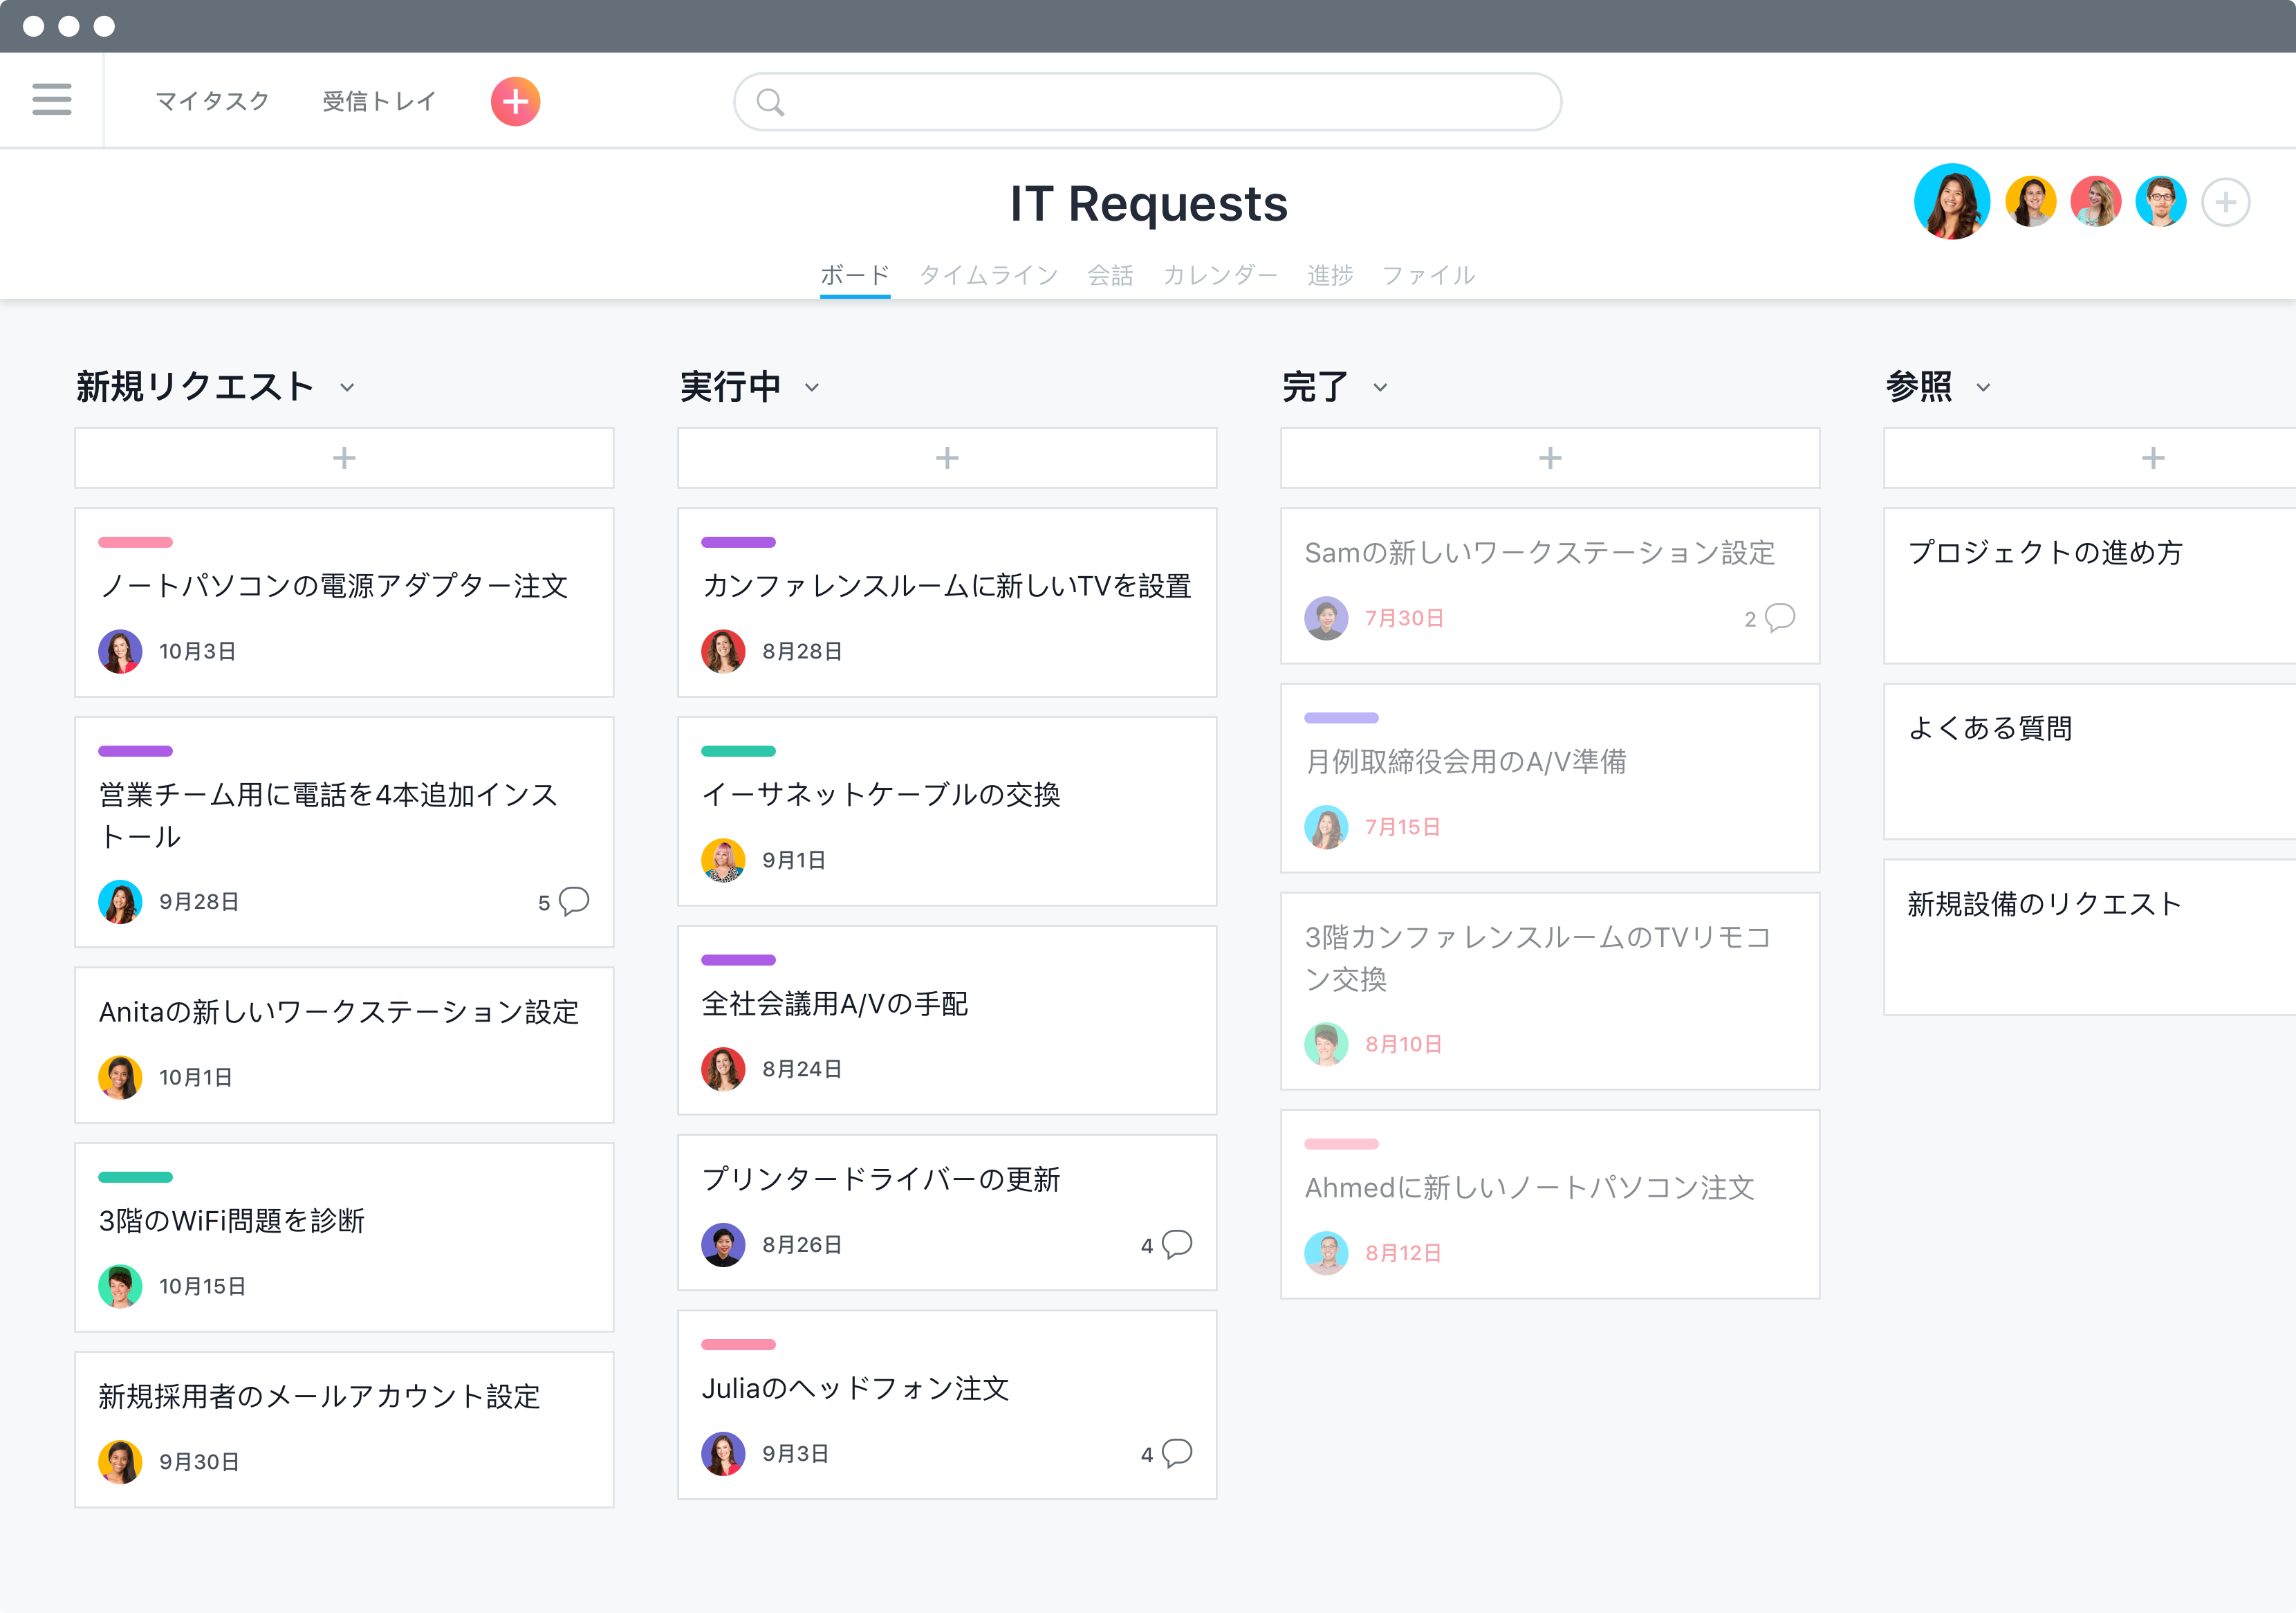 マイタスク 受信トレイ
IT Requests
ボード タイムライン 会話 カレンダー 進捗 ファイル
新規リクエスト
ノートパソコンの電源アダプター注文
10月3日
営業チーム用に電話を4本追加インス
トール
9月28日 5
Anitaの新しいワークステーション設定
10月1日
3階のWiFi問題を診断
10月15日
新規採用者のメールアカウント設定
9月30日
実行中
カンファレンスルームに新しいTVを設置
8月28日
イーサネットケーブルの交換
9月1日
全社会議用A/Vの手配
8月24日
プリンタードライバーの更新
8月26日 4
Juliaのヘッドフォン注文
9月3日 4
完了
Samの新しいワークステーション設定
7月30日 2
月例取締役会用のA/V準備
7月15日
3階カンファレンスルームのTVリモコ
ン交換
8月10日
Ahmedに新しいノートパソコン注文
8月12日
参照
プロジェクトの進め方
よくある質問
新規設備のリクエスト